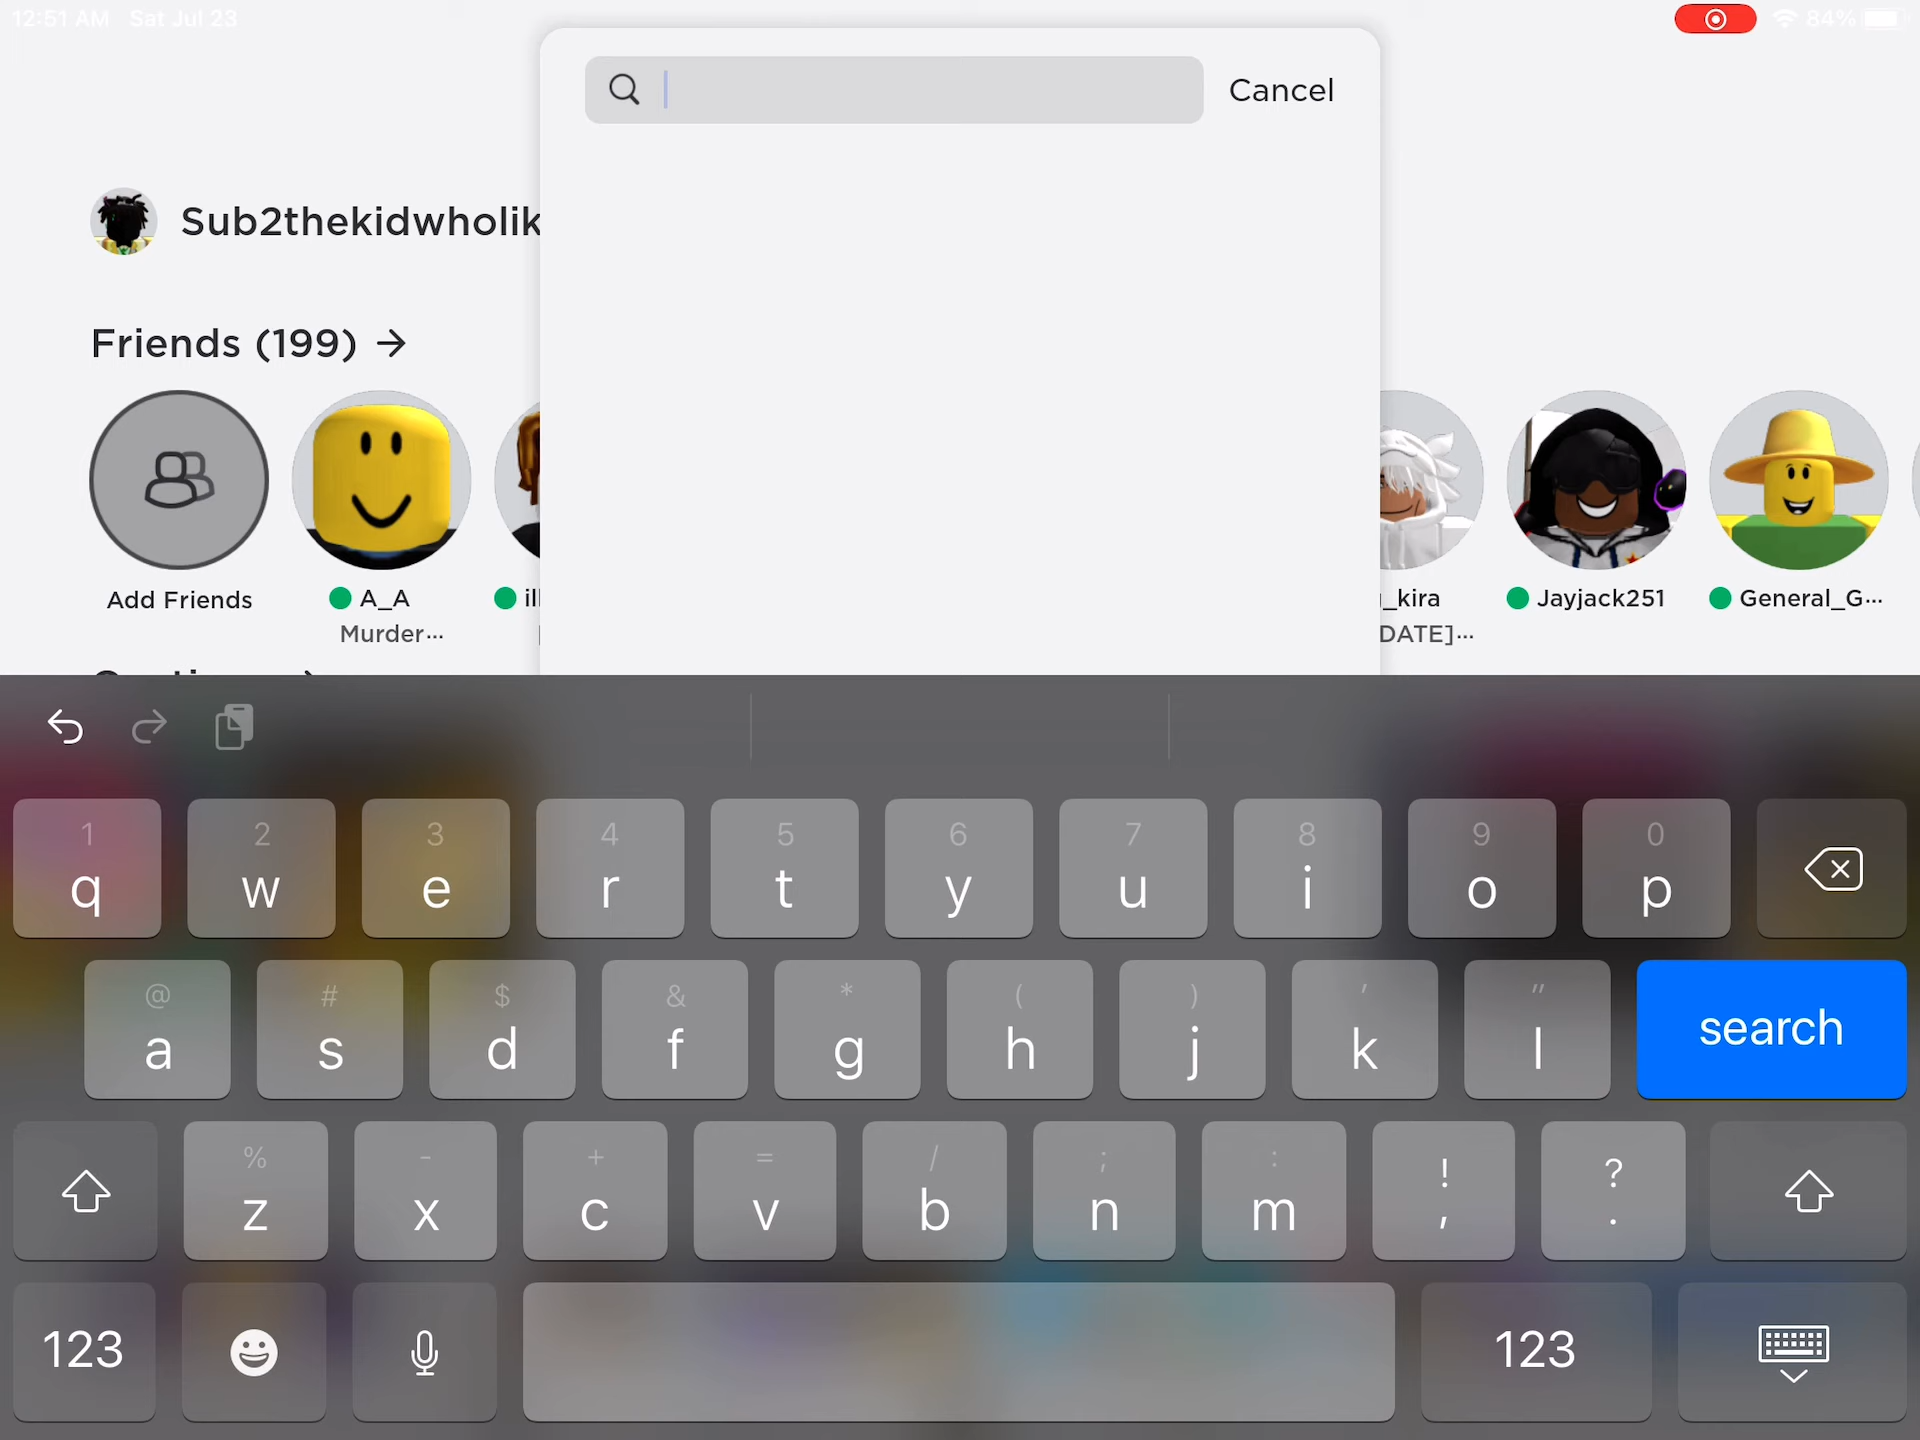 12:51 AM Sat Jul 23
84%
Cancel
Sub2thekidwholik
Friends (199) →
Add Friends
A_A
Murder...
_kira
DATE]...
Jayjack251
General_G...
1 2 3 4 5 6 7 8 9 0
q w e r t y u i o p
@ # $ & * ( ) ' "
a s d f g h j k l search
% - + = / ; : ! ?
z x c v b n m , .
123 123